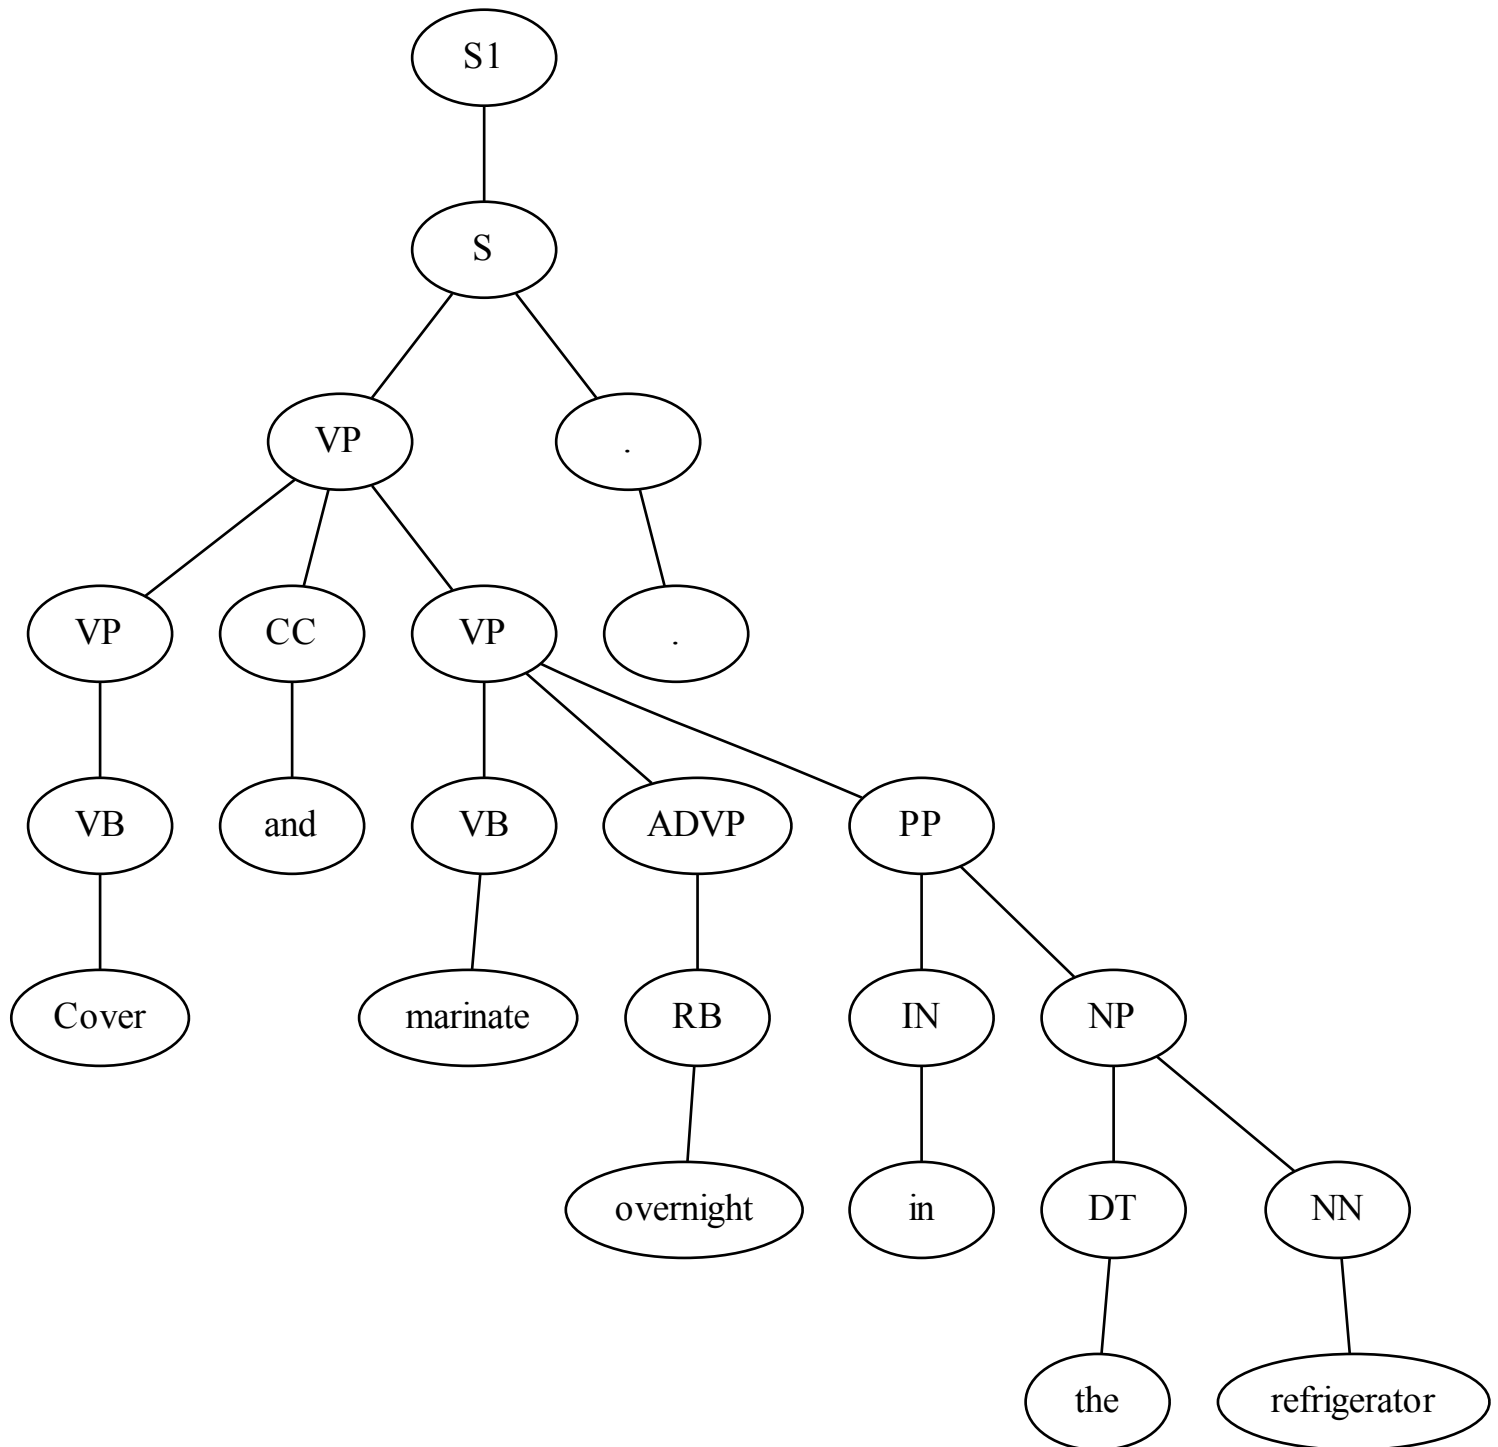 S1
S
VP .
VP CC VP .
VB and VB ADVP PP
Cover marinate RB IN NP
overnight in DT NN
the refrigerator